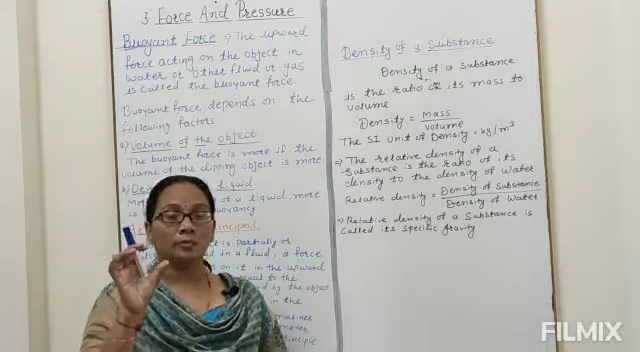 3 Force And Pressure
Buoyant Force :→ The upward
force acting on the object in
water or other fluid or gas
is called the buoyant force
Buoyant force depends on the
following factors
a) Volume of the object
The buoyant force is more if the
volume of the dipping object is more
b) Den liquid
of a liquid, more
is buoyancy
principal
is partially or
in a fluid, a force
on it in the upward
equal to the
by the object
in the
Density of a Substance
Density of a substance
is the ratio of its mass to
volume
Density = mass / volume
The SI Unit of Density = kg/m³
⇒ The relative density of a
substance is the ratio of its
density to the density of water
Relative density = Density of Substance / Density of Water
⇒ Relative density of a Substance is
called its specific gravity
FILMIX